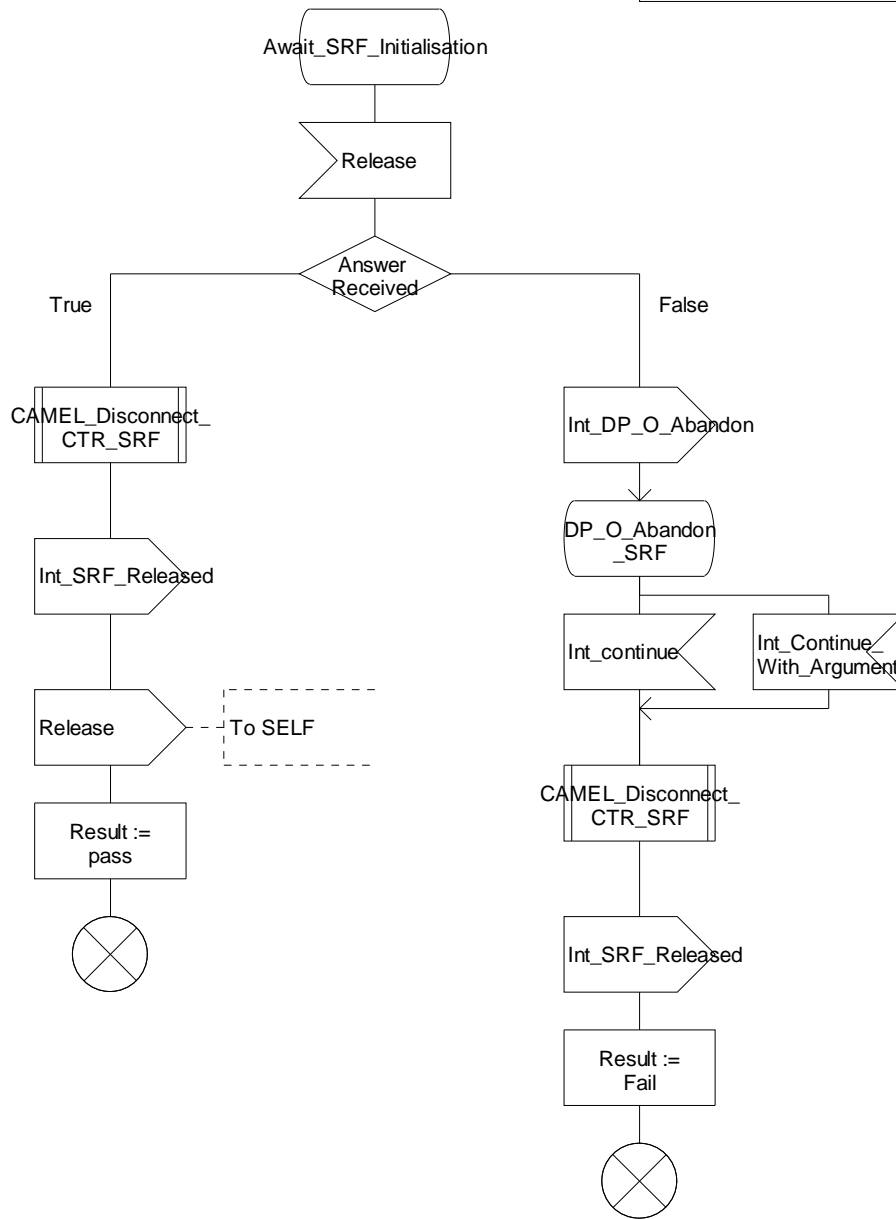 Await_SRF_Initialisation
Release
Answer
Received
True
False
CAMEL_Disconnect_
CTR_SRF
Int_DP_O_Abandon
DP_O_Abandon
_SRF
Int_SRF_Released
Int_continue
Int_Continue_
With_Argument
Release
To SELF
CAMEL_Disconnect_
CTR_SRF
Result :=
pass
Int_SRF_Released
Result :=
Fail